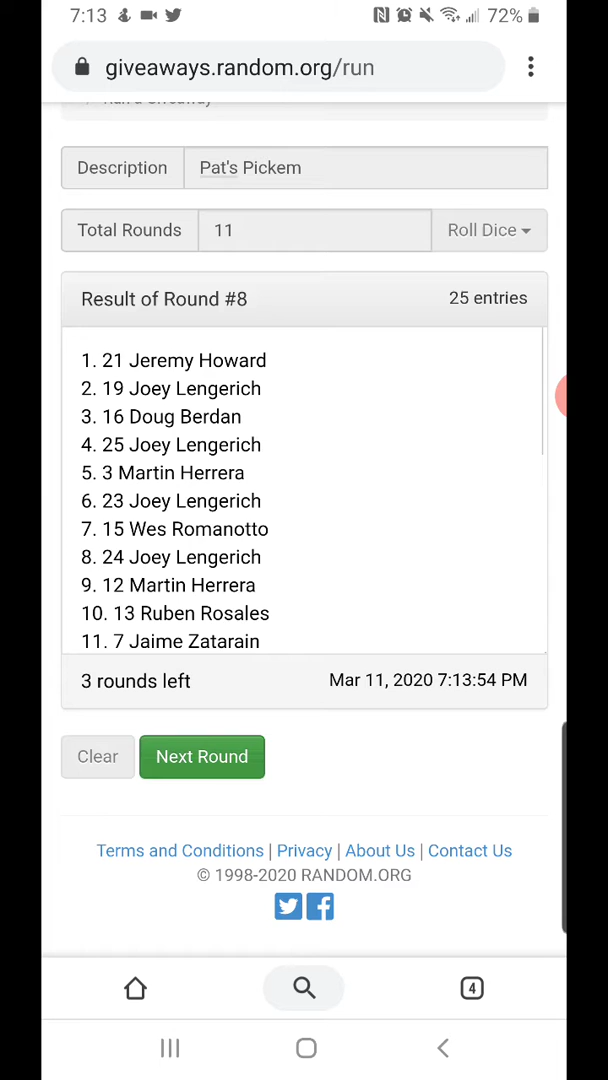 7:13 72%
giveaways.random.org/run
Description Pat's Pickem
Total Rounds 11 Roll Dice
Result of Round #8 25 entries
1. 21 Jeremy Howard
2. 19 Joey Lengerich
3. 16 Doug Berdan
4. 25 Joey Lengerich
5. 3 Martin Herrera
6. 23 Joey Lengerich
7. 15 Wes Romanotto
8. 24 Joey Lengerich
9. 12 Martin Herrera
10. 13 Ruben Rosales
11. 7 Jaime Zatarain
3 rounds left Mar 11, 2020 7:13:54 PM
Clear Next Round
Terms and Conditions | Privacy | About Us | Contact Us
© 1998-2020 RANDOM.ORG
4